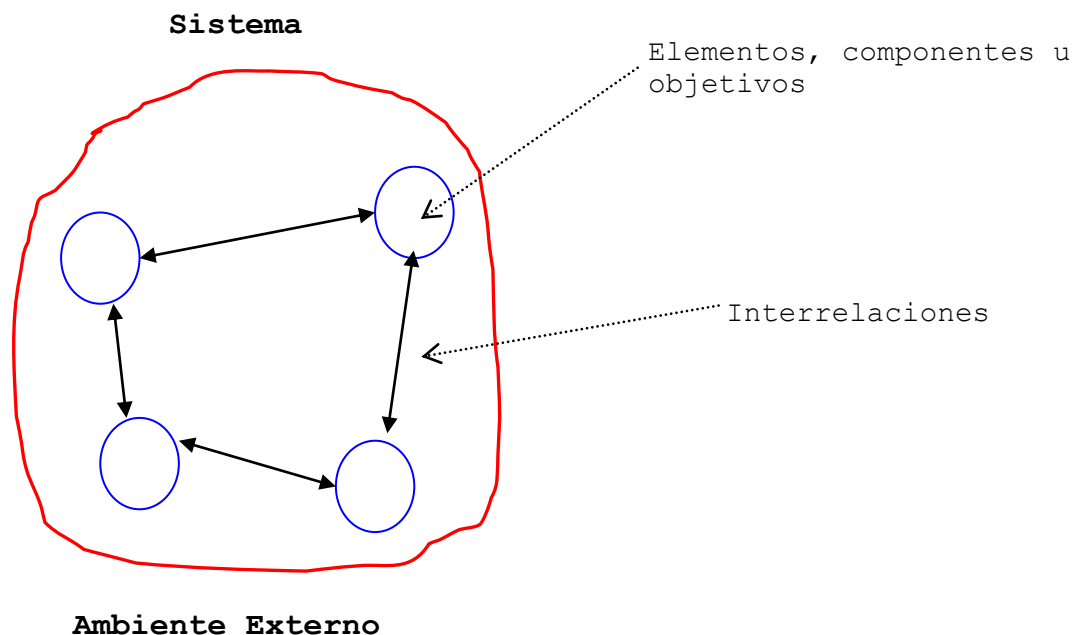 Sistema
Elementos, componentes u
objetivos
Interrelaciones
Ambiente Externo